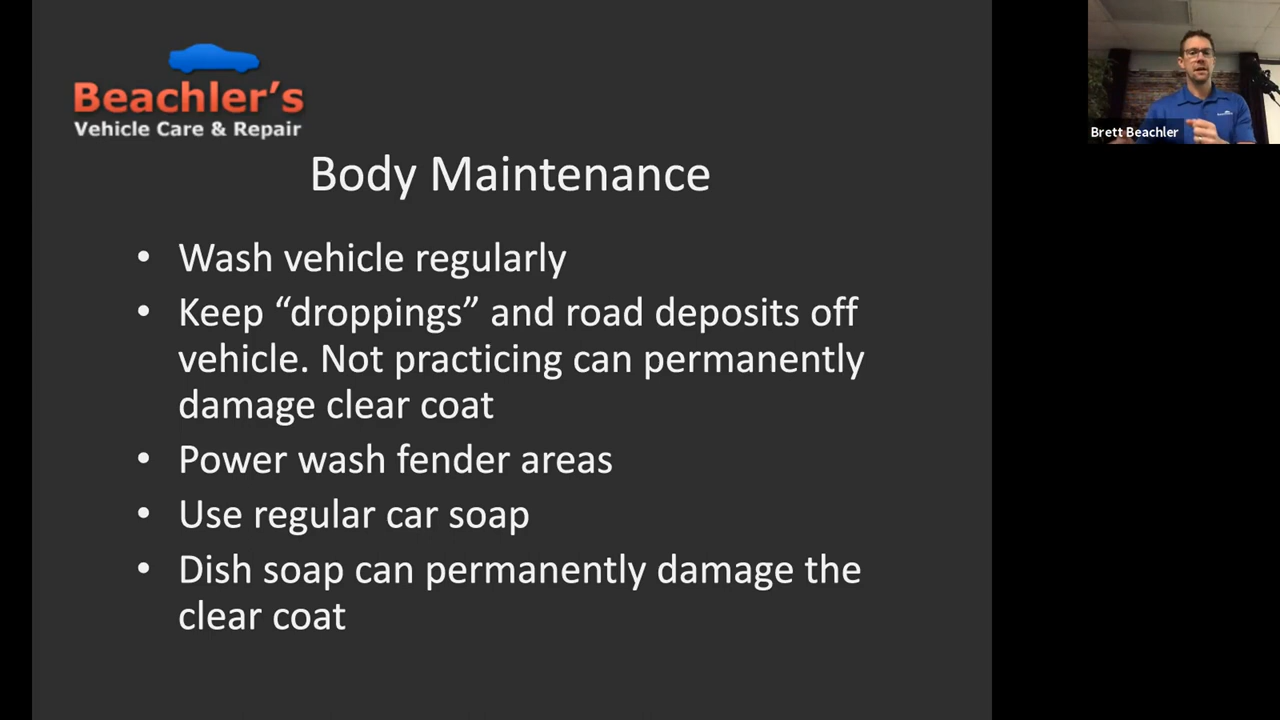 Beachler's
Vehicle Care & Repair
Body Maintenance
• Wash vehicle regularly
• Keep “droppings” and road deposits off
vehicle. Not practicing can permanently
damage clear coat
• Power wash fender areas
• Use regular car soap
• Dish soap can permanently damage the
clear coat
Brett Beachler